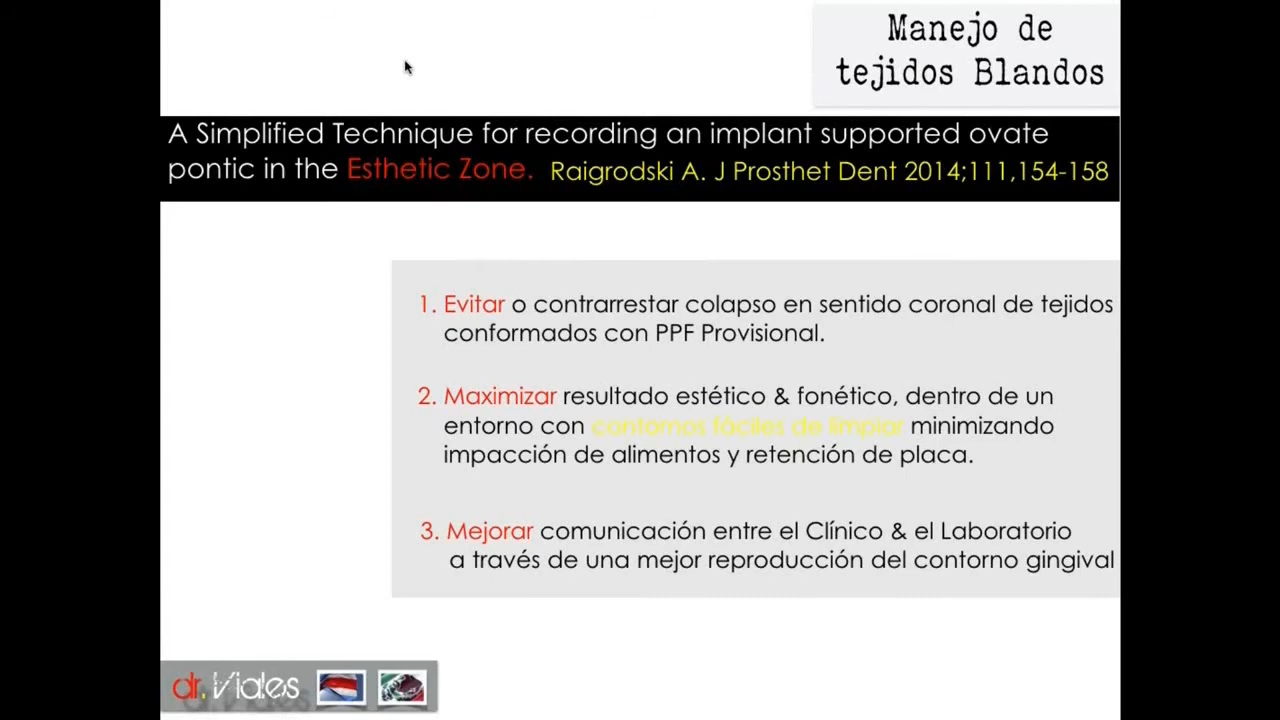 Manejo de
tejidos Blandos
A Simplified Technique for recording an implant supported ovate
pontic in the Esthetic Zone. Raigrodski A. J Prosthet Dent 2014;111,154-158
1. Evitar o contrarrestar colapso en sentido coronal de tejidos
conformados con PPF Provisional.
2. Maximizar resultado estético & fonético, dentro de un
entorno con contornos fáciles de limpiar minimizando
impacción de alimentos y retención de placa.
3. Mejorar comunicación entre el Clínico & el Laboratorio
a través de una mejor reproducción del contorno gingival
dr. Viales